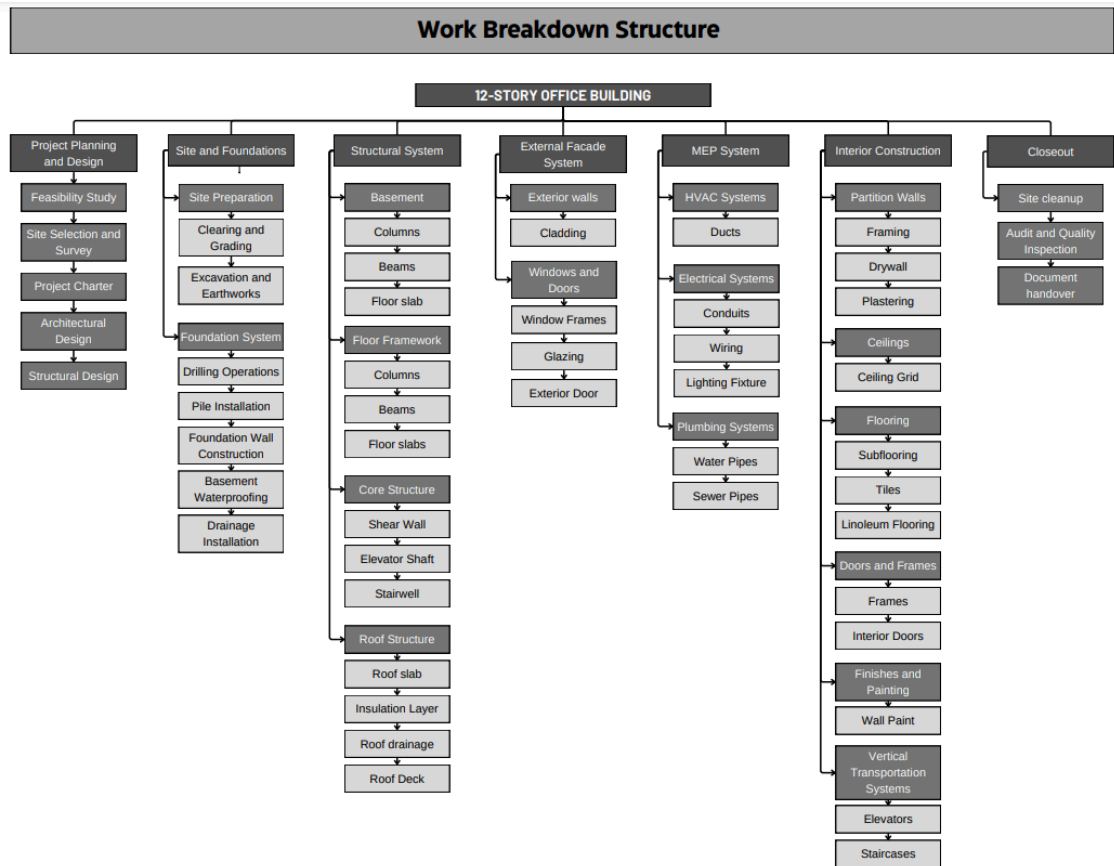 Work Breakdown Structure
12-STORY OFFICE BUILDING
Project Planning
and Design
Feasibility Study
Site Selection and
Survey
Project Charter
Architectural
Design
Structural Design
Site and Foundations
Site Preparation
Clearing and
Grading
Excavation and
Earthworks
Foundation System
Drilling Operations
Pile Installation
Foundation Wall
Construction
Basement
Waterproofing
Drainage
Installation
Structural System
Basement
Columns
Beams
Floor slab
Floor Framework
Columns
Beams
Floor slabs
Core Structure
Shear Wall
Elevator Shaft
Stairwell
Roof Structure
Roof slab
Insulation Layer
Roof drainage
Roof Deck
External Facade
System
Exterior walls
Cladding
Windows and
Doors
Window Frames
Glazing
Exterior Door
MEP System
HVAC Systems
Ducts
Electrical Systems
Conduits
Wiring
Lighting Fixture
Plumbing Systems
Water Pipes
Sewer Pipes
Interior Construction
Partition Walls
Framing
Drywall
Plastering
Ceilings
Ceiling Grid
Flooring
Subflooring
Tiles
Linoleum Flooring
Doors and Frames
Frames
Interior Doors
Finishes and
Painting
Wall Paint
Vertical
Transportation
Systems
Elevators
Staircases
Closeout
Site cleanup
Audit and Quality
Inspection
Document
handover